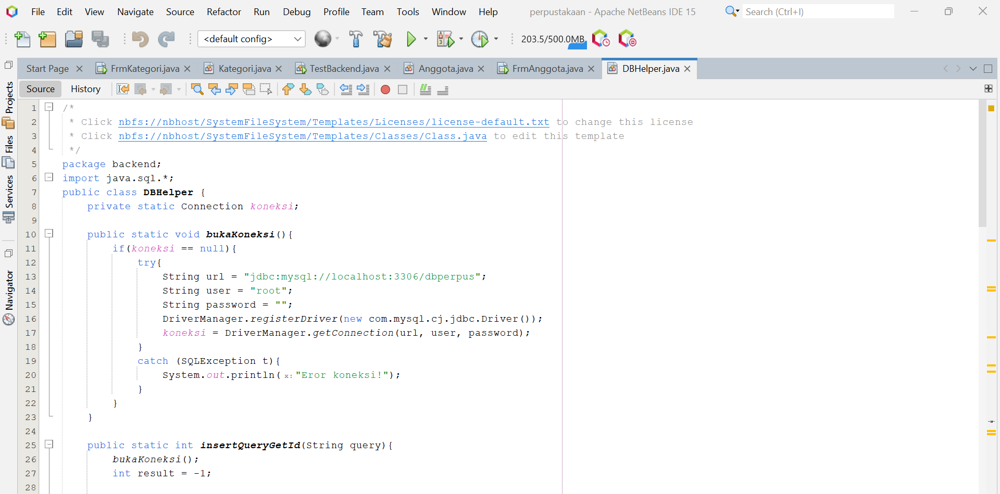 File Edit View Navigate Source Refactor Run Debug Profile Team Tools Window Help perpustakaan - Apache NetBeans IDE 15 Search (Ctrl+I)
<default config> 203.5/500.0MB
Start Page FrmKategori.java Kategori.java TestBackend.java Anggota.java FrmAnggota.java DBHelper.java
Source History
Projects
Files
Services
Navigator
1 /*
2 * Click nbfs://nbhost/SystemFileSystem/Templates/Licenses/license-default.txt to change this license
3 * Click nbfs://nbhost/SystemFileSystem/Templates/Classes/Class.java to edit this template
4 */
5 package backend;
6 import java.sql.*;
7 public class DBHelper {
8 private static Connection koneksi;
9
10 public static void bukaKoneksi(){
11 if(koneksi == null){
12 try{
13 String url = "jdbc:mysql://localhost:3306/dbperpus";
14 String user = "root";
15 String password = "";
16 DriverManager.registerDriver(new com.mysql.cj.jdbc.Driver());
17 koneksi = DriverManager.getConnection(url, user, password);
18 }
19 catch (SQLException t){
20 System.out.println( x: "Eror koneksi!");
21 }
22 }
23 }
24
25 public static int insertQueryGetId(String query){
26 bukaKoneksi();
27 int result = -1;
28